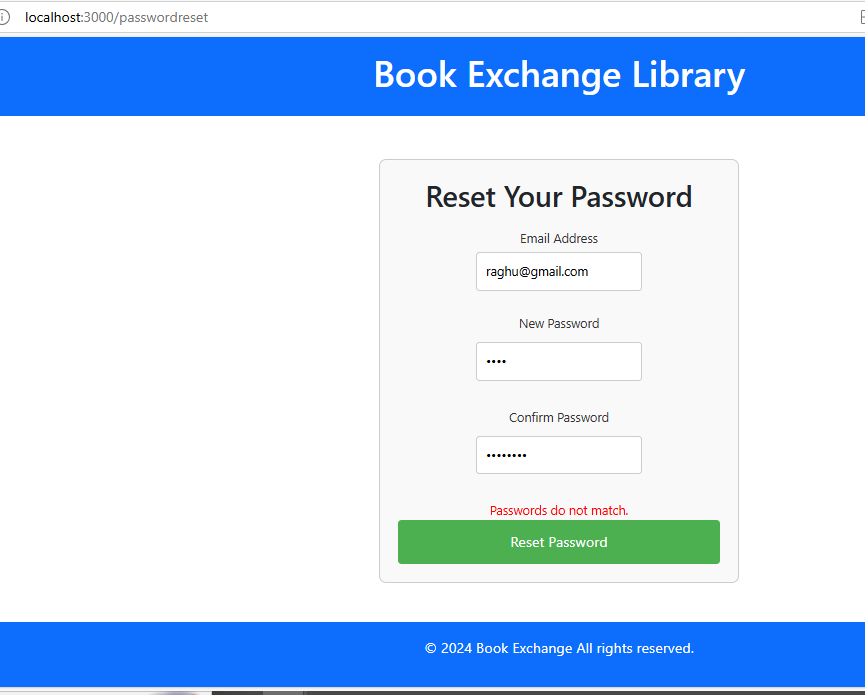 localhost:3000/passwordreset
Book Exchange Library
Reset Your Password
Email Address
raghu@gmail.com
New Password
••••
Confirm Password
••••••••
Passwords do not match.
Reset Password
© 2024 Book Exchange All rights reserved.